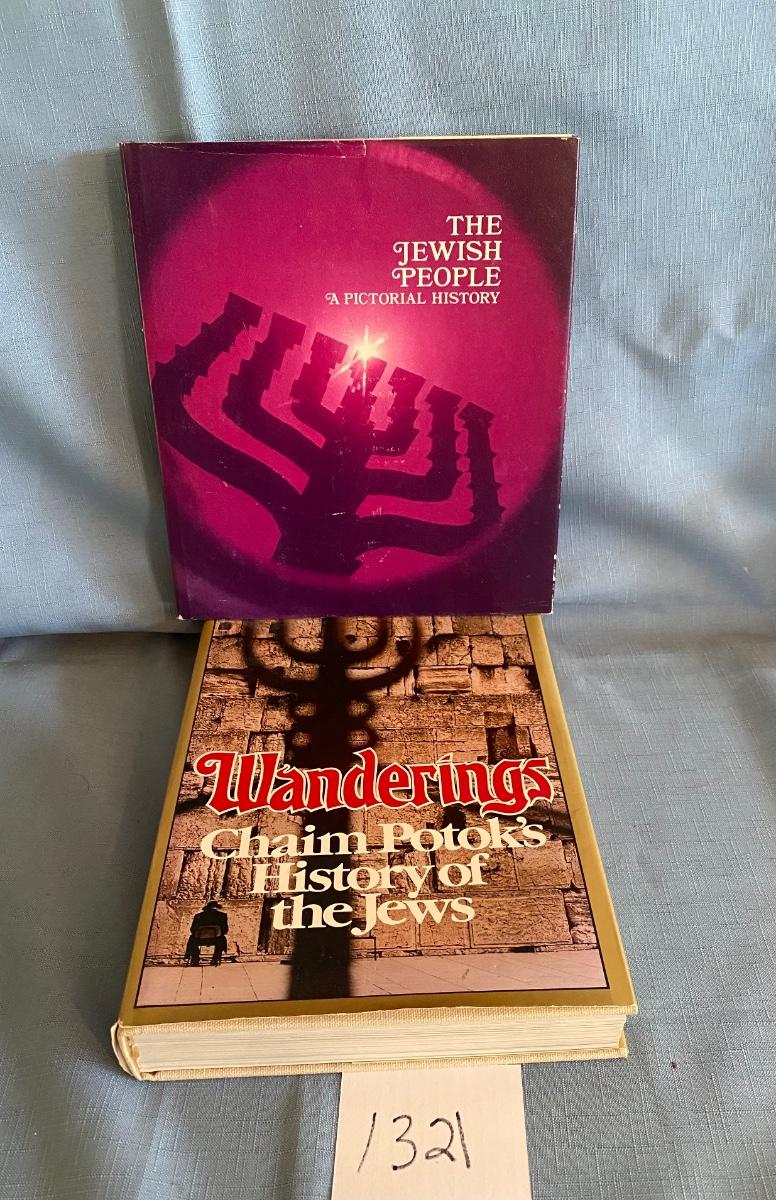 THE
JEWISH
PEOPLE
A PICTORIAL HISTORY
Wanderings
Chaim Potok's
History of
the Jews
1321